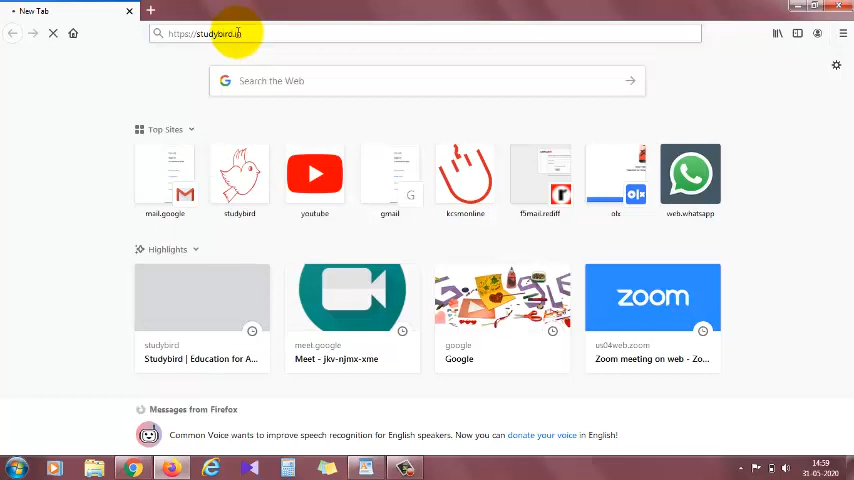 New Tab
https://studybird.in
Search the Web
Top Sites
mail.google
studybird
youtube
gmail
kcsmonline
f5mail.rediff
olx
web.whatsapp
Highlights
zoom
studybird
Studybird | Education for A...
meet.google
Meet - jkv-njmx-xme
google
Google
us04web.zoom
Zoom meeting on web - Zo...
Messages from Firefox
Common Voice wants to improve speech recognition for English speakers. Now you can donate your voice in English!
14:59
31-05-2020